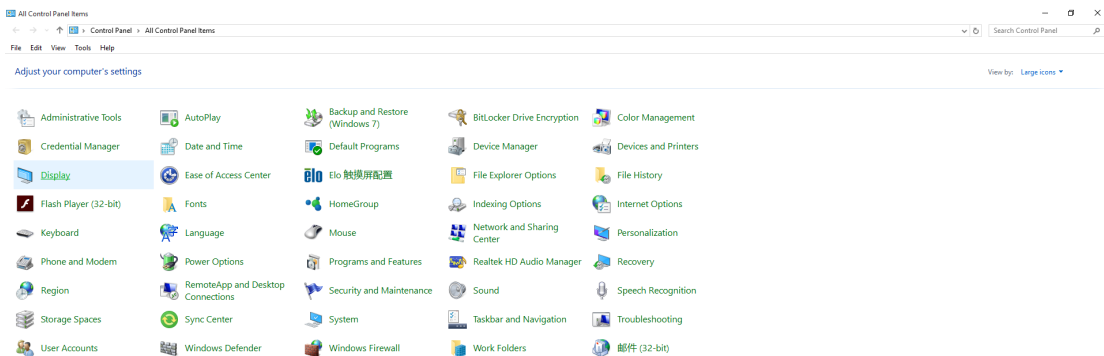 All Control Panel Items
Control Panel › All Control Panel Items
Search Control Panel
File Edit View Tools Help
Adjust your computer's settings
View by: Large icons
Administrative Tools
AutoPlay
Backup and Restore
(Windows 7)
BitLocker Drive Encryption
Color Management
Credential Manager
Date and Time
Default Programs
Device Manager
Devices and Printers
Display
Ease of Access Center
elo Elo 触摸屏配置
File Explorer Options
File History
Flash Player (32-bit)
Fonts
HomeGroup
Indexing Options
Internet Options
Keyboard
Language
Mouse
Network and Sharing
Center
Personalization
Phone and Modem
Power Options
Programs and Features
Realtek HD Audio Manager
Recovery
Region
RemoteApp and Desktop
Connections
Security and Maintenance
Sound
Speech Recognition
Storage Spaces
Sync Center
System
Taskbar and Navigation
Troubleshooting
User Accounts
Windows Defender
Windows Firewall
Work Folders
邮件 (32-bit)